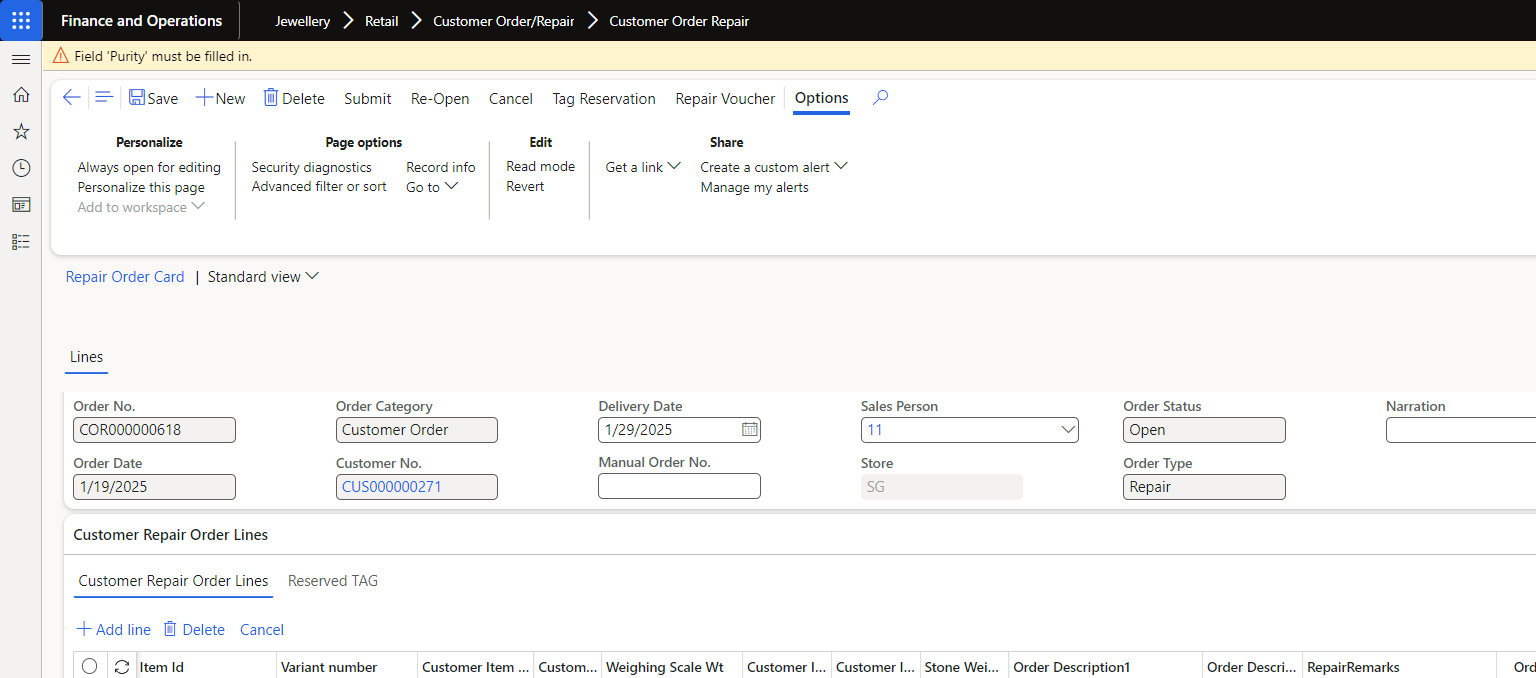 Finance and Operations Jewellery Retail Customer Order/Repair Customer Order Repair
Field 'Purity' must be filled in.
Save New Delete Submit Re-Open Cancel Tag Reservation Repair Voucher Options
Personalize Page options Edit Share
Always open for editing Security diagnostics Record info Read mode Get a link Create a custom alert
Personalize this page Advanced filter or sort Go to Revert Manage my alerts
Add to workspace
Repair Order Card | Standard view
Lines
Order No. Order Category Delivery Date Sales Person Order Status Narration
COR000000618 Customer Order 1/29/2025 11 Open
Order Date Customer No. Manual Order No. Store Order Type
1/19/2025 CUS000000271 SG Repair
Customer Repair Order Lines
Customer Repair Order Lines Reserved TAG
Add line Delete Cancel
Item Id Variant number Customer Item ... Custom... Weighing Scale Wt Customer I... Customer I... Stone Wei... Order Description1 Order Descri... RepairRemarks Ord